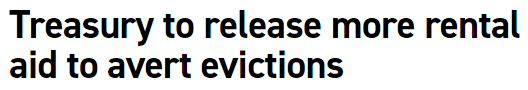 Treasury to release more rental
aid to avert evictions